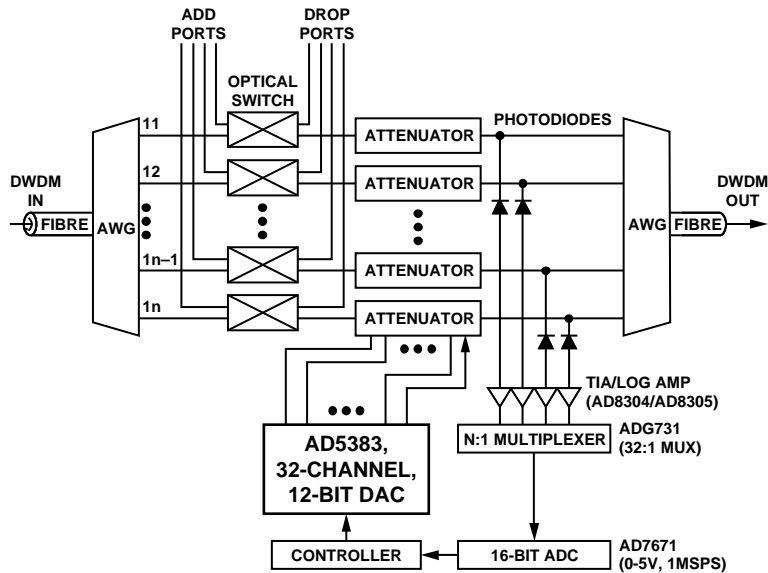 ADD
PORTS
DROP
PORTS
OPTICAL
SWITCH
11
ATTENUATOR
PHOTODIODES
12
ATTENUATOR
DWDM
IN
FIBRE
AWG
DWDM
OUT
AWG
FIBRE
1n–1
ATTENUATOR
1n
ATTENUATOR
TIA/LOG AMP
(AD8304/AD8305)
AD5383,
32-CHANNEL,
12-BIT DAC
N:1 MULTIPLEXER
ADG731
(32:1 MUX)
CONTROLLER
16-BIT ADC
AD7671
(0-5V, 1MSPS)